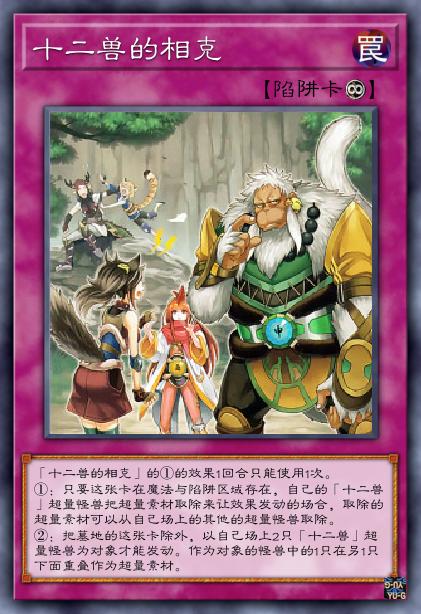 十二兽的相克
罠
【陷阱卡♾】
「十二兽的相克」的①的效果1回合只能使用1次。
①：只要这张卡在魔法与陷阱区域存在，自己的「十二兽」
超量怪兽把超量素材取除来让效果发动的场合，取除的
超量素材可以从自己场上的其他的超量怪兽取除。
②：把墓地的这张卡除外，以自己场上2只「十二兽」超
量怪兽为对象才能发动。作为对象的怪兽中的1只在另1只
下面重叠作为超量素材。
YU-G